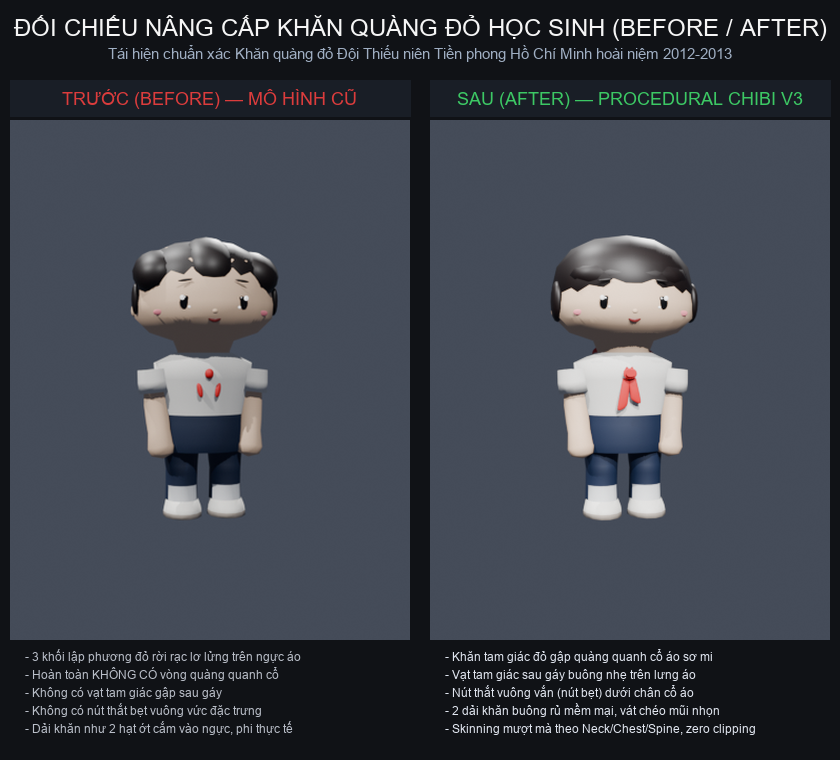 ĐỐI CHIẾU NÂNG CẤP KHĂN QUÀNG ĐỎ HỌC SINH (BEFORE / AFTER)
Tái hiện chuẩn xác Khăn quàng đỏ Đội Thiếu niên Tiền phong Hồ Chí Minh hoài niệm 2012-2013
TRƯỚC (BEFORE) — MÔ HÌNH CŨ
- 3 khối lập phương đỏ rời rạc lơ lửng trên ngực áo
- Hoàn toàn KHÔNG CÓ vòng quàng quanh cổ
- Không có vạt tam giác gập sau gáy
- Không có nút thắt bẹt vuông vức đặc trưng
- Dải khăn như 2 hạt ớt cắm vào ngực, phi thực tế
SAU (AFTER) — PROCEDURAL CHIBI V3
- Khăn tam giác đỏ gập quàng quanh cổ áo sơ mi
- Vạt tam giác sau gáy buông nhẹ trên lưng áo
- Nút thắt vuông vắn (nút bẹt) dưới chân cổ áo
- 2 dải khăn buông rủ mềm mại, vát chéo mũi nhọn
- Skinning mượt mà theo Neck/Chest/Spine, zero clipping